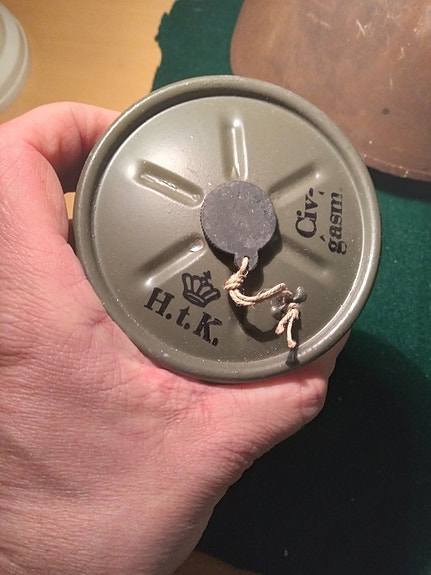 Civ-
gasm.
H.t.K.